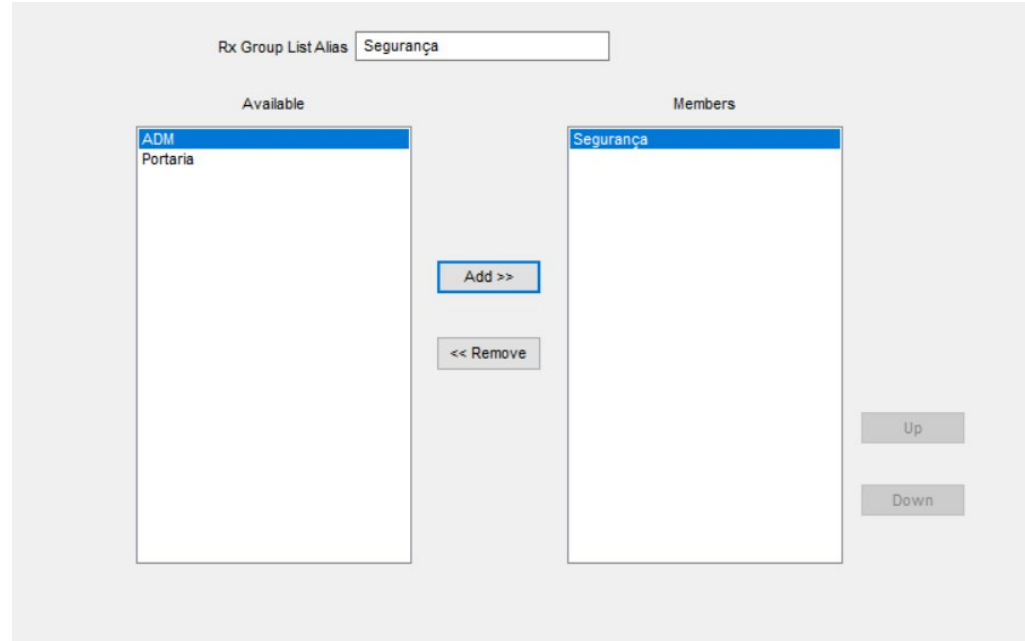 Rx Group List Alias Segurança
Available
Members
ADM
Portaria
Segurança
Add >>
<< Remove
Up
Down